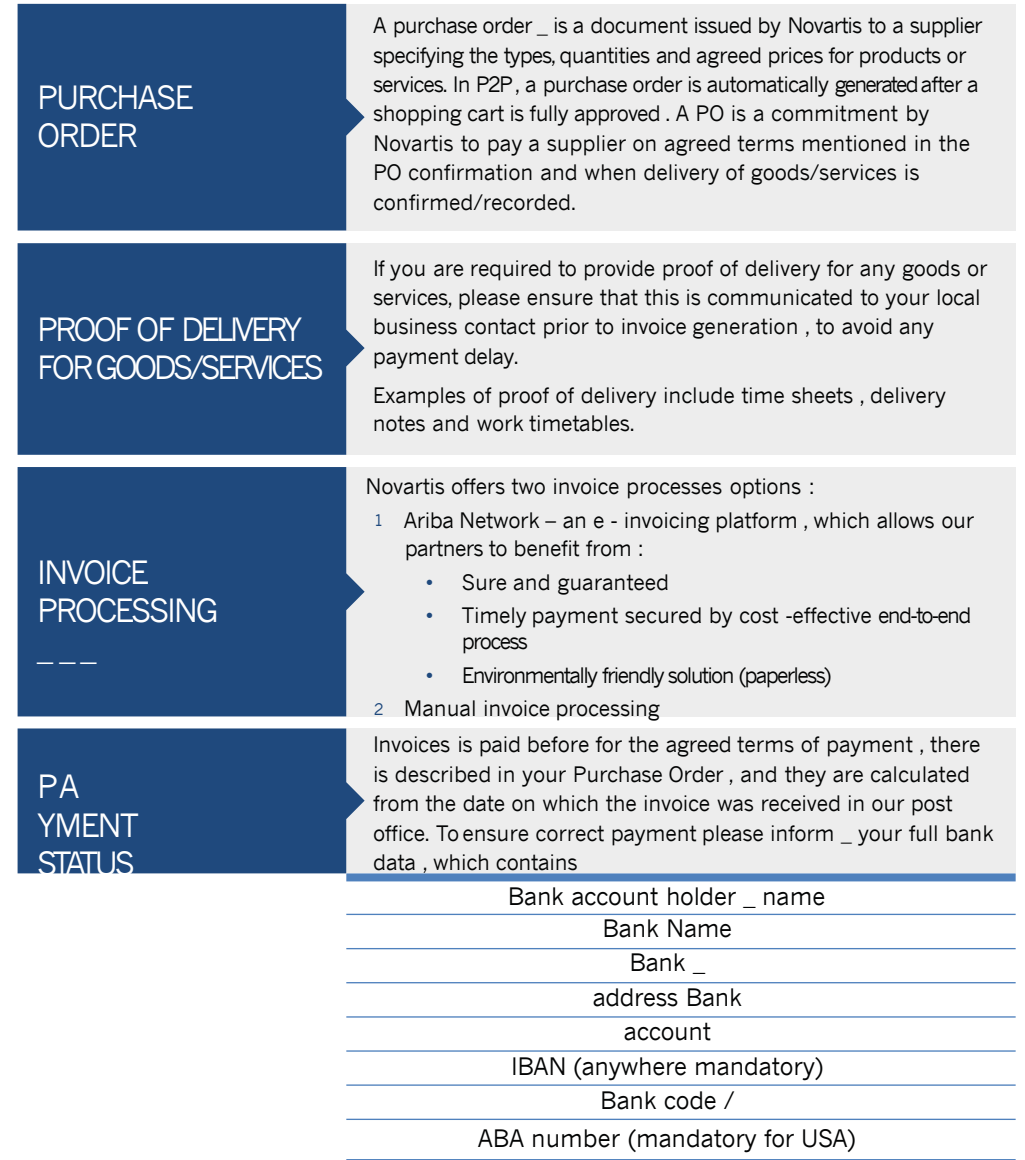 PURCHASE
ORDER
A purchase order _ is a document issued by Novartis to a supplier
specifying the types, quantities and agreed prices for products or
services. In P2P, a purchase order is automatically generated after a
shopping cart is fully approved . A PO is a commitment by
Novartis to pay a supplier on agreed terms mentioned in the
PO confirmation and when delivery of goods/services is
confirmed/recorded.
PROOF OF DELIVERY
FOR GOODS/SERVICES
If you are required to provide proof of delivery for any goods or
services, please ensure that this is communicated to your local
business contact prior to invoice generation , to avoid any
payment delay.
Examples of proof of delivery include time sheets , delivery
notes and work timetables.
INVOICE
PROCESSING
_ _ _
Novartis offers two invoice processes options :
1 Ariba Network – an e - invoicing platform , which allows our
partners to benefit from :
• Sure and guaranteed
• Timely payment secured by cost -effective end-to-end
process
• Environmentally friendly solution (paperless)
2 Manual invoice processing
PA
YMENT
STATUS
Invoices is paid before for the agreed terms of payment , there
is described in your Purchase Order , and they are calculated
from the date on which the invoice was received in our post
office. To ensure correct payment please inform _ your full bank
data , which contains
Bank account holder _ name
Bank Name
Bank _
address Bank
account
IBAN (anywhere mandatory)
Bank code /
ABA number (mandatory for USA)